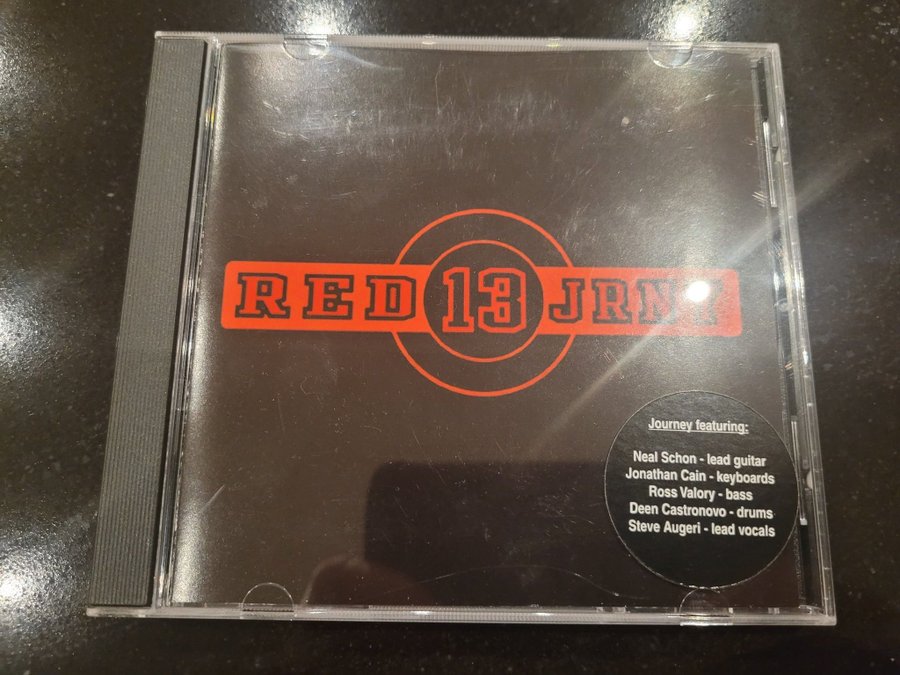 RED 13 JRNY
Journey featuring:
Neal Schon - lead guitar
Jonathan Cain - keyboards
Ross Valory - bass
Deen Castronovo - drums
Steve Augeri - lead vocals